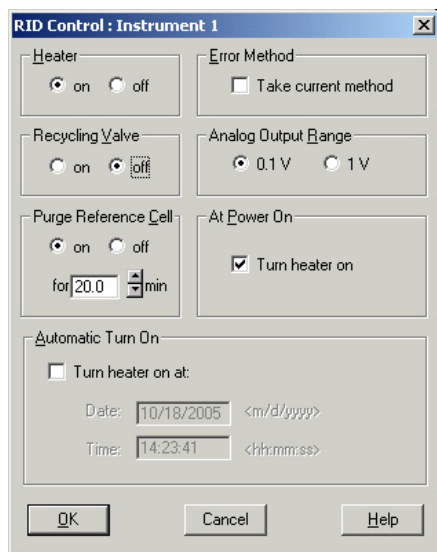 RID Control : Instrument 1
Heater
on off
Error Method
Take current method
Recycling Valve
on off
Analog Output Range
0.1 V 1 V
Purge Reference Cell
on off
for 20.0 min
At Power On
Turn heater on
Automatic Turn On
Turn heater on at:
Date: 10/18/2005 <m/d/yyyy>
Time: 14:23:41 <hh:mm:ss>
OK Cancel Help